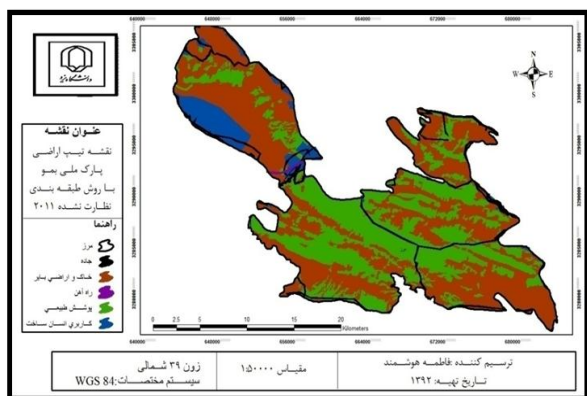 دانشگاه یزد
عنوان نقشه
نقشه تیپ اراضی
پارک ملی بمو
با روش طبقه بندی
نظارت نشده ۲۰۱۱
راهنما
مرز
جاده
خاک و اراضی بایر
راه آهن
پوشش طبیعی
کاربری انسان ساخت
N
W E
S
0 2.5 5 10 15 20
Kilometers
640000 648000 656000 664000 672000 680000
ترسیم کننده :فاطمه هوشمند
تاریخ تهیه: ۱۳۹۲
مقیاس ۱:۵۰۰۰۰
زون ۳۹ شمالی
سیستم مختصات:WGS 84